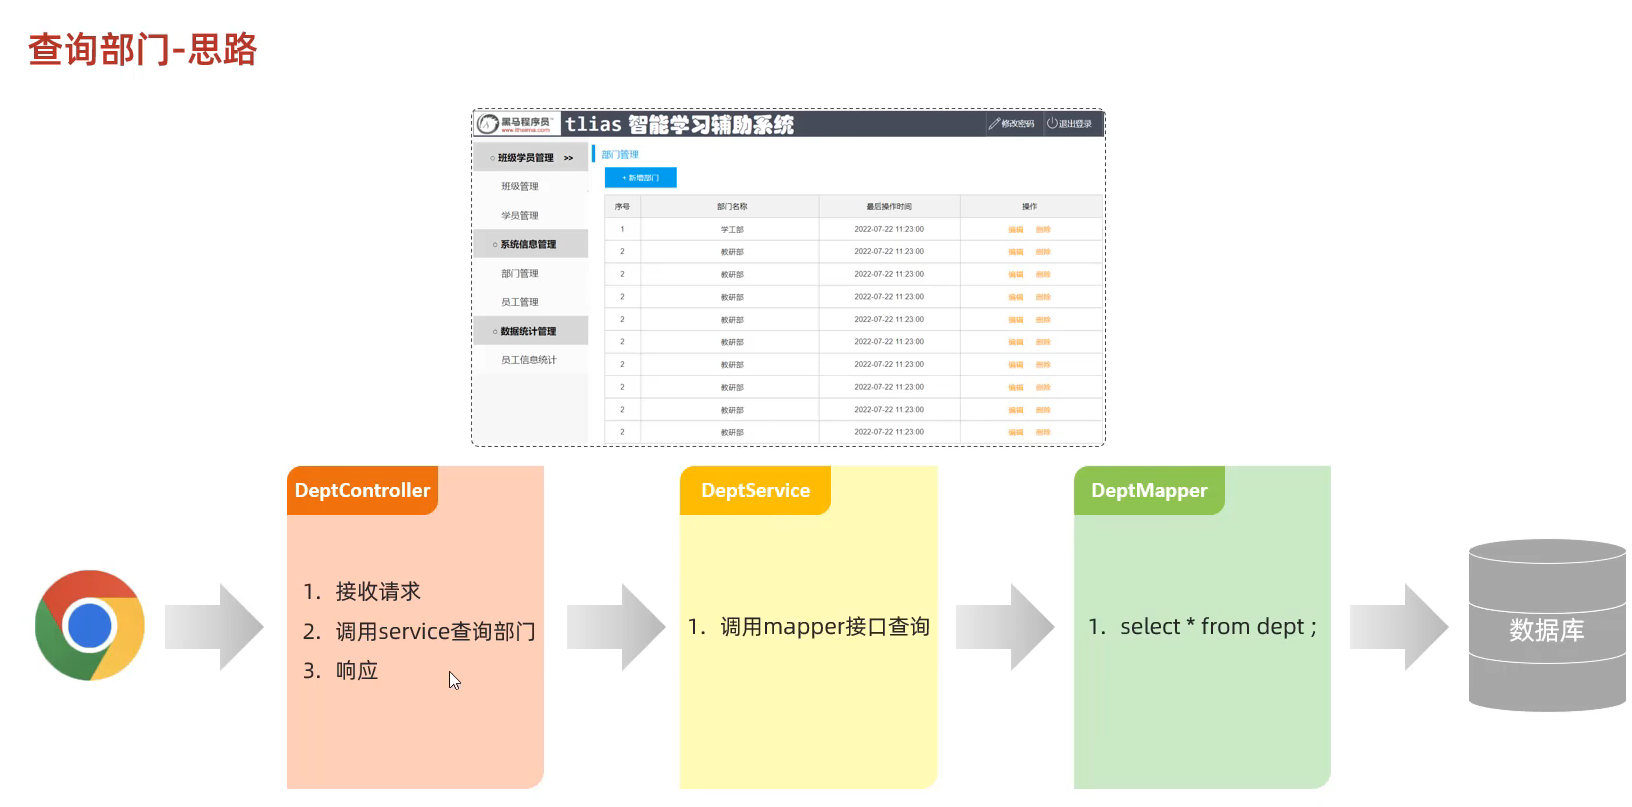 查询部门-思路
黑马程序员
www.itheima.com
tlias 智能学习辅助系统
修改密码
退出登录
班级学员管理 >>
班级管理
学员管理
系统信息管理
部门管理
员工管理
数据统计管理
员工信息统计
部门管理
+ 新增部门
序号 部门名称 最后操作时间 操作
1 学工部 2022-07-22 11:23:00 编辑 删除
2 教研部 2022-07-22 11:23:00 编辑 删除
2 教研部 2022-07-22 11:23:00 编辑 删除
2 教研部 2022-07-22 11:23:00 编辑 删除
2 教研部 2022-07-22 11:23:00 编辑 删除
2 教研部 2022-07-22 11:23:00 编辑 删除
2 教研部 2022-07-22 11:23:00 编辑 删除
2 教研部 2022-07-22 11:23:00 编辑 删除
2 教研部 2022-07-22 11:23:00 编辑 删除
2 教研部 2022-07-22 11:23:00 编辑 删除
DeptController
1. 接收请求
2. 调用service查询部门
3. 响应
DeptService
1. 调用mapper接口查询
DeptMapper
1. select * from dept ;
数据库